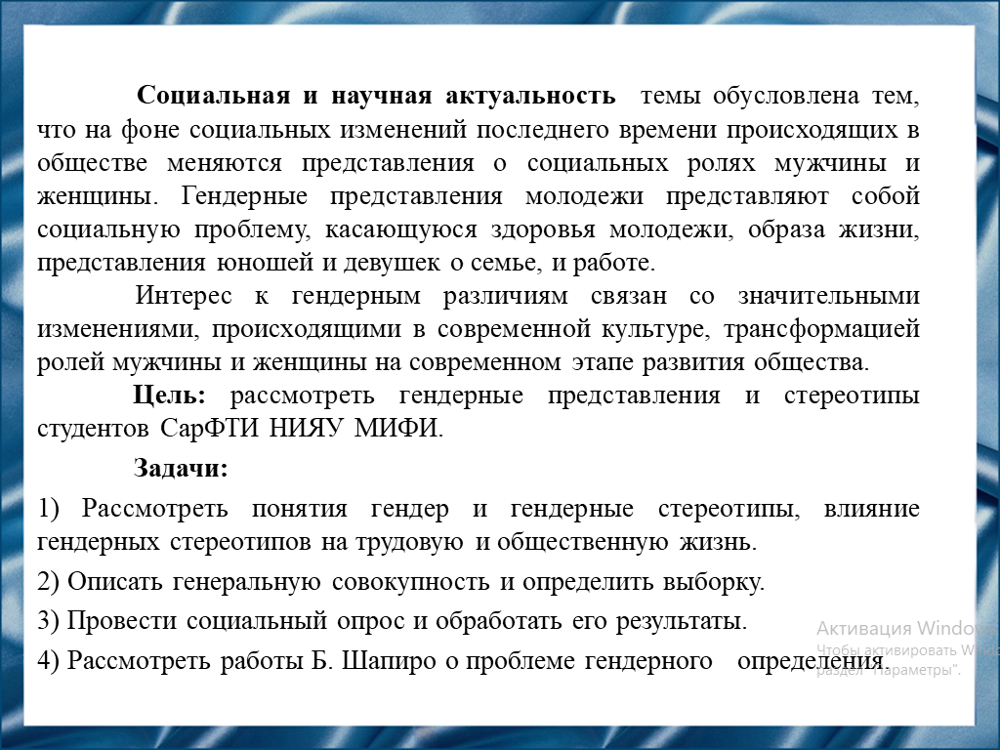 Социальная и научная актуальность темы обусловлена тем,
что на фоне социальных изменений последнего времени происходящих в
обществе меняются представления о социальных ролях мужчины и
женщины. Гендерные представления молодежи представляют собой
социальную проблему, касающуюся здоровья молодежи, образа жизни,
представления юношей и девушек о семье, и работе.
Интерес к гендерным различиям связан со значительными
изменениями, происходящими в современной культуре, трансформацией
ролей мужчины и женщины на современном этапе развития общества.
Цель: рассмотреть гендерные представления и стереотипы
студентов СарФТИ НИЯУ МИФИ.
Задачи:
1) Рассмотреть понятия гендер и гендерные стереотипы, влияние
гендерных стереотипов на трудовую и общественную жизнь.
2) Описать генеральную совокупность и определить выборку.
3) Провести социальный опрос и обработать его результаты.
4) Рассмотреть работы Б. Шапиро о проблеме гендерного определения.
Активация Window
Чтобы активировать Windo
раздел "Параметры".